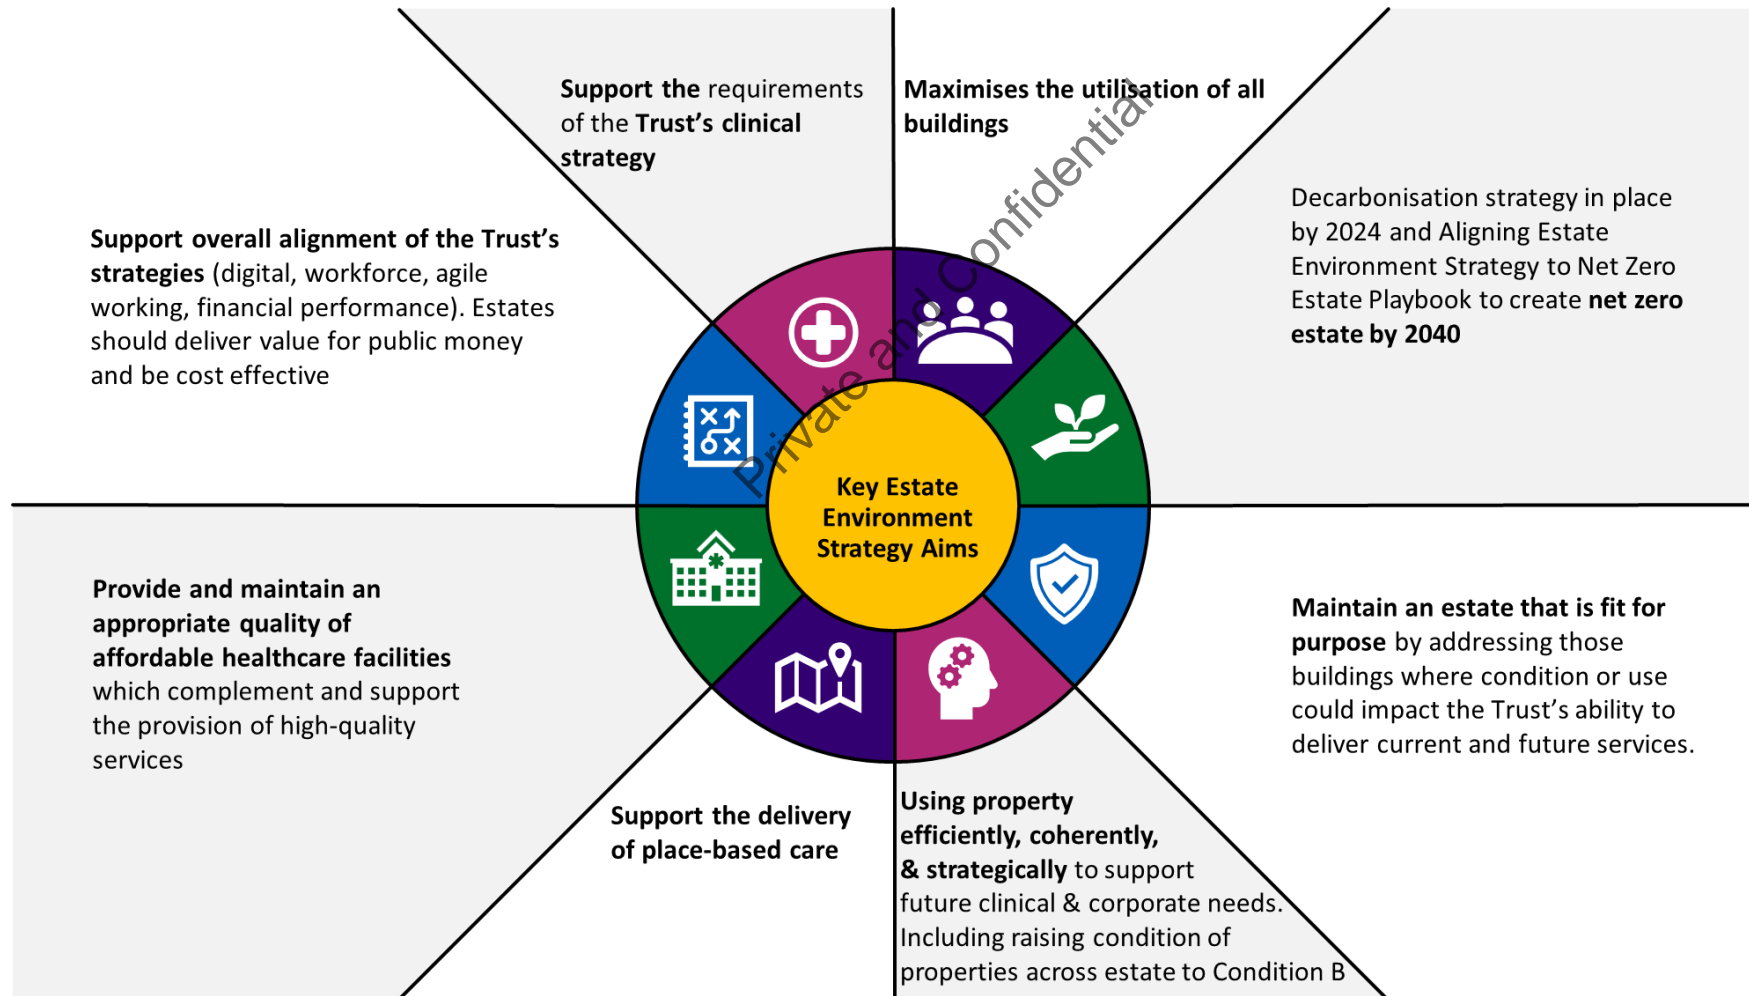 Support the requirements
of the Trust’s clinical
strategy
Maximises the utilisation of all
buildings
Decarbonisation strategy in place
by 2024 and Aligning Estate
Environment Strategy to Net Zero
Estate Playbook to create net zero
estate by 2040
Maintain an estate that is fit for
purpose by addressing those
buildings where condition or use
could impact the Trust’s ability to
deliver current and future services.
Using property
efficiently, coherently,
& strategically to support
future clinical & corporate needs.
Including raising condition of
properties across estate to Condition B
Support the delivery
of place-based care
Provide and maintain an
appropriate quality of
affordable healthcare facilities
which complement and support
the provision of high-quality
services
Support overall alignment of the Trust’s
strategies (digital, workforce, agile
working, financial performance). Estates
should deliver value for public money
and be cost effective
Key Estate
Environment
Strategy Aims
Private and Confidential